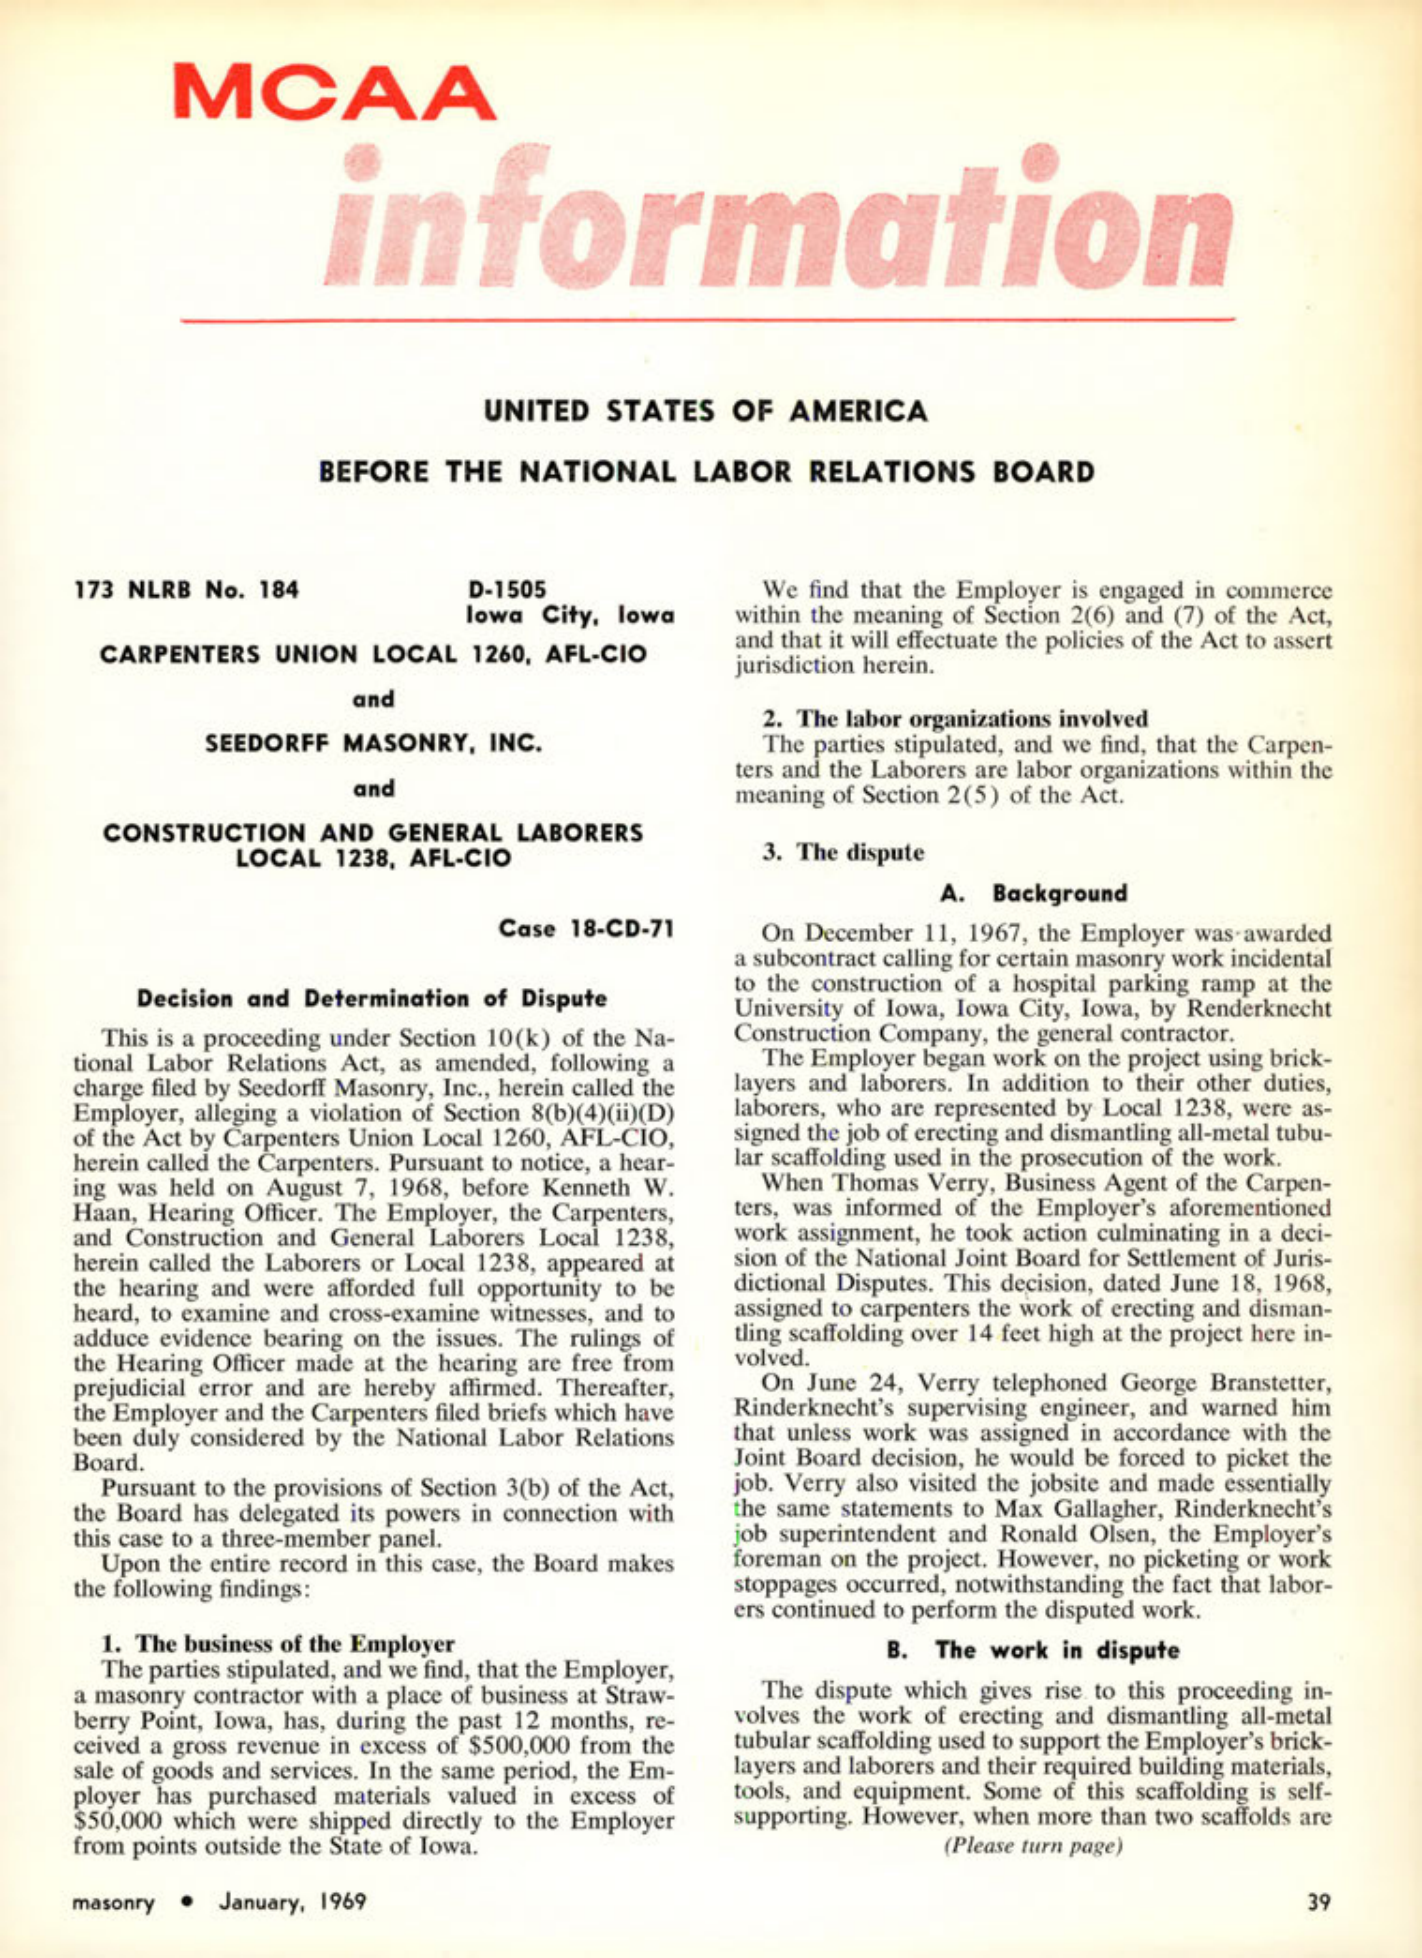 MCAA
information
UNITED STATES OF AMERICA
BEFORE THE NATIONAL LABOR RELATIONS BOARD
173 NLRB No. 184 D-1505
Iowa City, Iowa
CARPENTERS UNION LOCAL 1260, AFL-CIO
and
SEEDORFF MASONRY, INC.
and
CONSTRUCTION AND GENERAL LABORERS
LOCAL 1238, AFL-CIO
Case 18-CD-71
Decision and Determination of Dispute
This is a proceeding under Section 10(k) of the Na-
tional Labor Relations Act, as amended, following a
charge filed by Seedorff Masonry, Inc., herein called the
Employer, alleging a violation of Section 8(b)(4)(ii)(D)
of the Act by Carpenters Union Local 1260, AFL-CIO,
herein called the Carpenters. Pursuant to notice, a hear-
ing was held on August 7, 1968, before Kenneth W.
Haan, Hearing Officer. The Employer, the Carpenters,
and Construction and General Laborers Local 1238,
herein called the Laborers or Local 1238, appeared at
the hearing and were afforded full opportunity to be
heard, to examine and cross-examine witnesses, and to
adduce evidence bearing on the issues. The rulings of
the Hearing Officer made at the hearing are free from
prejudicial error and are hereby affirmed. Thereafter,
the Employer and the Carpenters filed briefs which have
been duly considered by the National Labor Relations
Board.
Pursuant to the provisions of Section 3(b) of the Act,
the Board has delegated its powers in connection with
this case to a three-member panel.
Upon the entire record in this case, the Board makes
the following findings:
1. The business of the Employer
The parties stipulated, and we find, that the Employer,
a masonry contractor with a place of business at Straw-
berry Point, Iowa, has, during the past 12 months, re-
ceived a gross revenue in excess of $500,000 from the
sale of goods and services. In the same period, the Em-
ployer has purchased materials valued in excess of
$50,000 which were shipped directly to the Employer
from points outside the State of Iowa.
We find that the Employer is engaged in commerce
within the meaning of Section 2(6) and (7) of the Act,
and that it will effectuate the policies of the Act to assert
jurisdiction herein.
2. The labor organizations involved
The parties stipulated, and we find, that the Carpen-
ters and the Laborers are labor organizations within the
meaning of Section 2(5) of the Act.
3. The dispute
A. Background
On December 11, 1967, the Employer was awarded
a subcontract calling for certain masonry work incidental
to the construction of a hospital parking ramp at the
University of Iowa, Iowa City, Iowa, by Renderknecht
Construction Company, the general contractor.
The Employer began work on the project using brick-
layers and laborers. In addition to their other duties,
laborers, who are represented by Local 1238, were as-
signed the job of erecting and dismantling all-metal tubu-
lar scaffolding used in the prosecution of the work.
When Thomas Verry, Business Agent of the Carpen-
ters, was informed of the Employer's aforementioned
work assignment, he took action culminating in a deci-
sion of the National Joint Board for Settlement of Juris-
dictional Disputes. This decision, dated June 18, 1968,
assigned to carpenters the work of erecting and disman-
tling scaffolding over 14 feet high at the project here in-
volved.
On June 24, Verry telephoned George Branstetter,
Rinderknecht's supervising engineer, and warned him
that unless work was assigned in accordance with the
Joint Board decision, he would be forced to picket the
job. Verry also visited the jobsite and made essentially
the same statements to Max Gallagher, Rinderknecht's
job superintendent and Ronald Olsen, the Employer's
foreman on the project. However, no picketing or work
stoppages occurred, notwithstanding the fact that labor-
ers continued to perform the disputed work.
B. The work in dispute
The dispute which gives rise to this proceeding in-
volves the work of erecting and dismantling all-metal
tubular scaffolding used to support the Employer's brick-
layers and laborers and their required building materials,
tools, and equipment. Some of this scaffolding is self-
supporting. However, when more than two scaffolds are
(Please turn page)
masonry • January, 1969 39